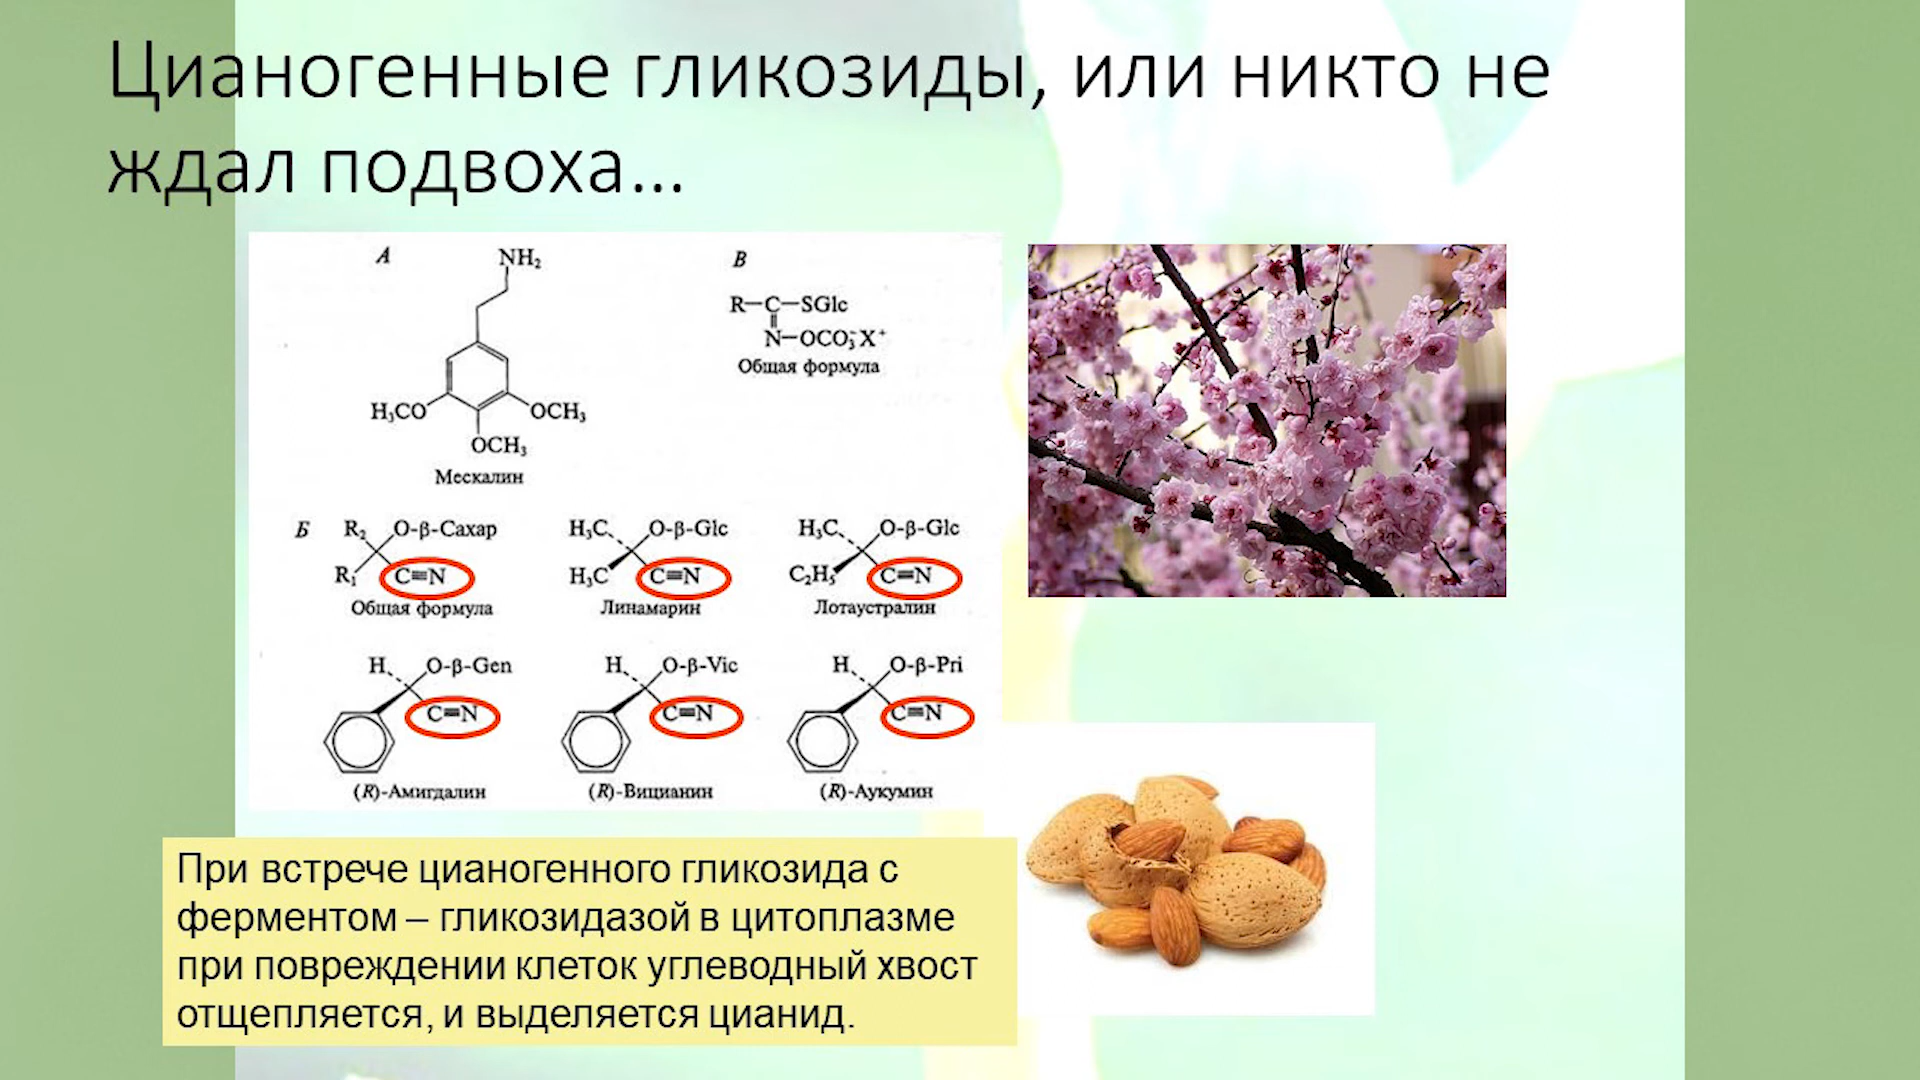 Цианогенные гликозиды, или никто не
ждал подвоха...
А
NH₂
H₃CO
OCH₃
OCH₃
Мескалин
В
R—C—SGlc
N—OCO₃⁻X⁺
Общая формула
Б
R₂ O-β-Сахар
R₁ C≡N
Общая формула
H₃C O-β-Glc
H₃C C≡N
Линамарин
H₃C O-β-Glc
C₂H₅ C≡N
Лотаустралин
H O-β-Gen
C≡N
(R)-Амигдалин
H O-β-Vic
C≡N
(R)-Вицианин
H O-β-Pri
C≡N
(R)-Аукумин
При встрече цианогенного гликозида с
ферментом – гликозидазой в цитоплазме
при повреждении клеток углеводный хвост
отщепляется, и выделяется цианид.